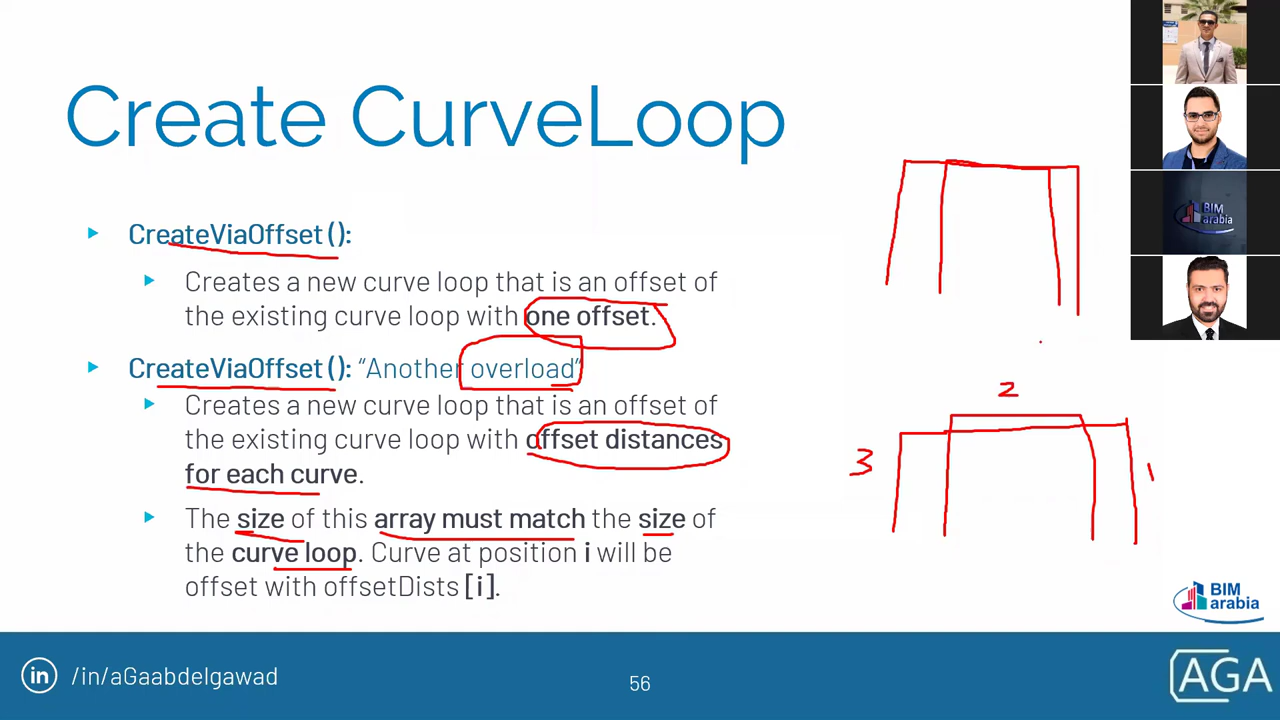 Create CurveLoop
CreateViaOffset ():
Creates a new curve loop that is an offset of
the existing curve loop with one offset.
CreateViaOffset (): “Another overload”
Creates a new curve loop that is an offset of
the existing curve loop with offset distances
for each curve.
The size of this array must match the size of
the curve loop. Curve at position i will be
offset with offsetDists [i].
2
3
1
BIM
arabia
BIM
arabia
in /in/aGaabdelgawad
56
AGA